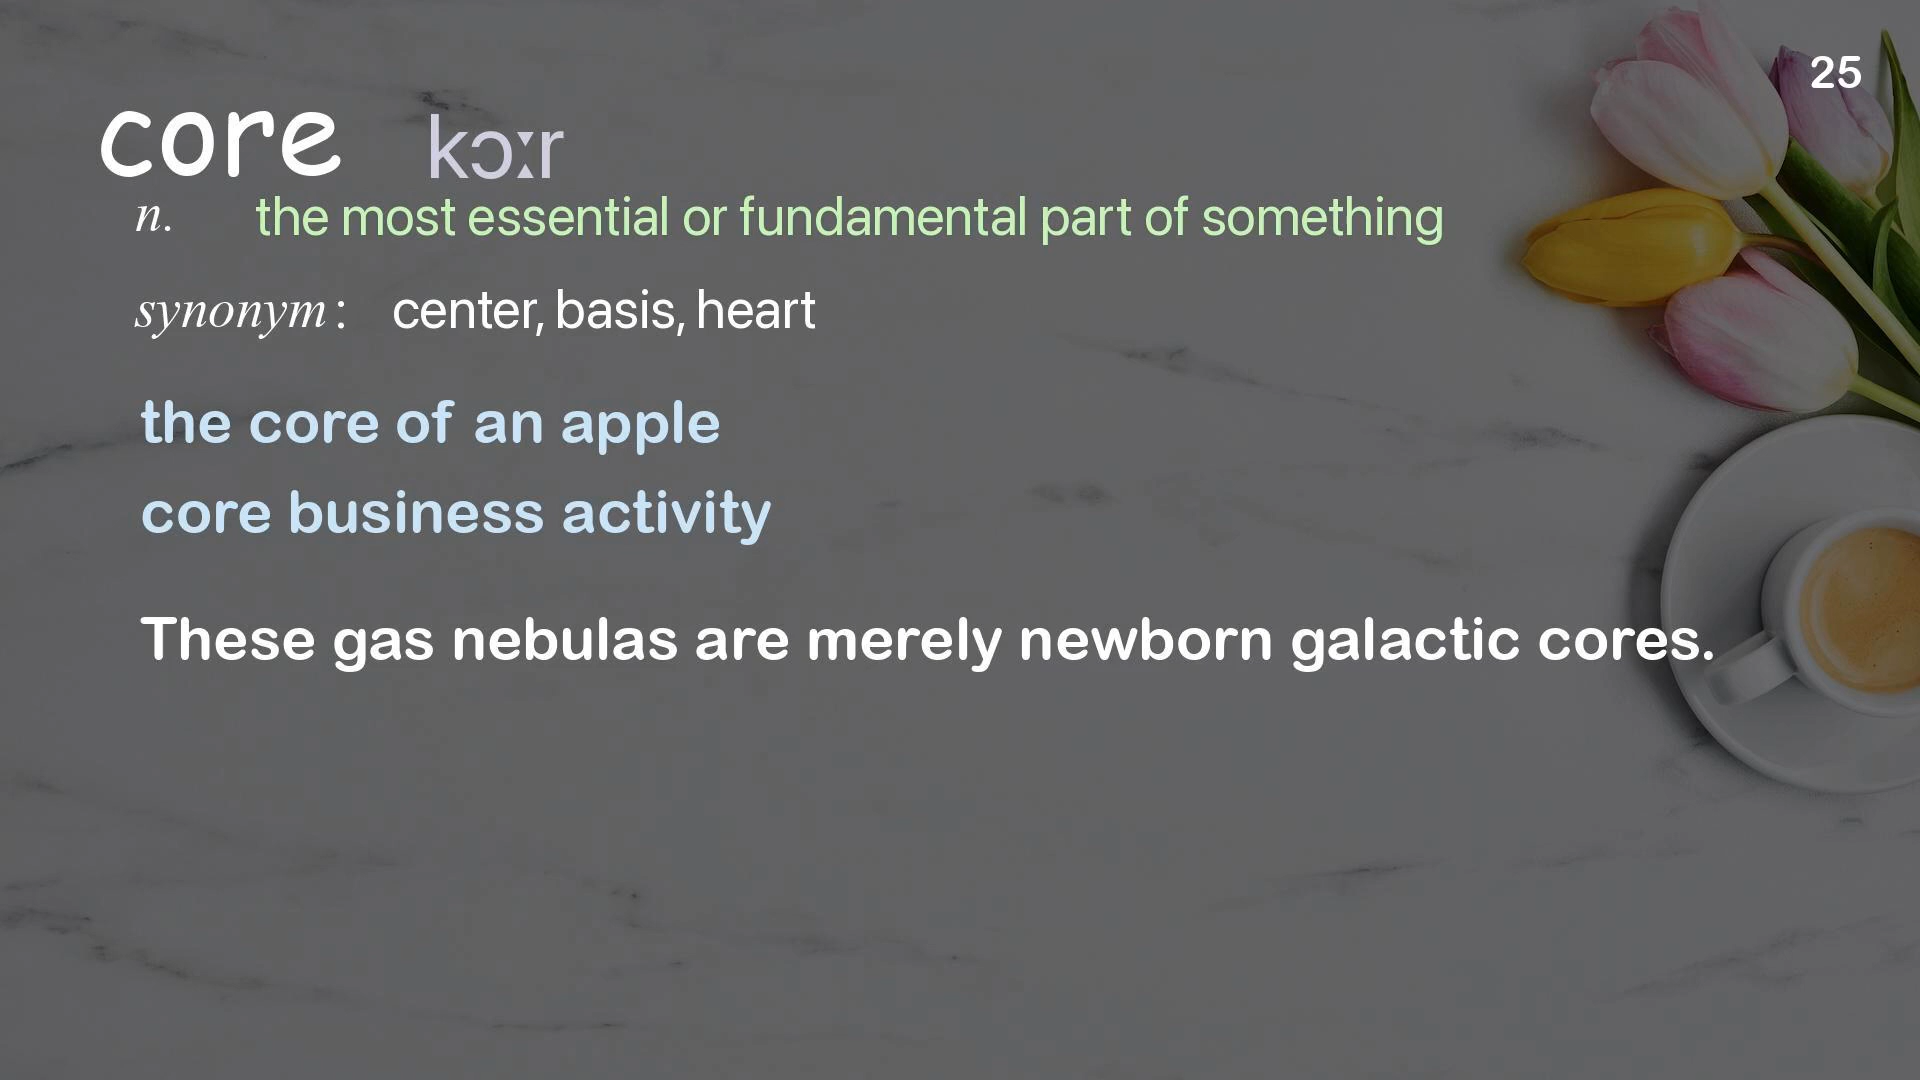 25
core kɔːr
n. the most essential or fundamental part of something
synonym: center, basis, heart
the core of an apple
core business activity
These gas nebulas are merely newborn galactic cores.